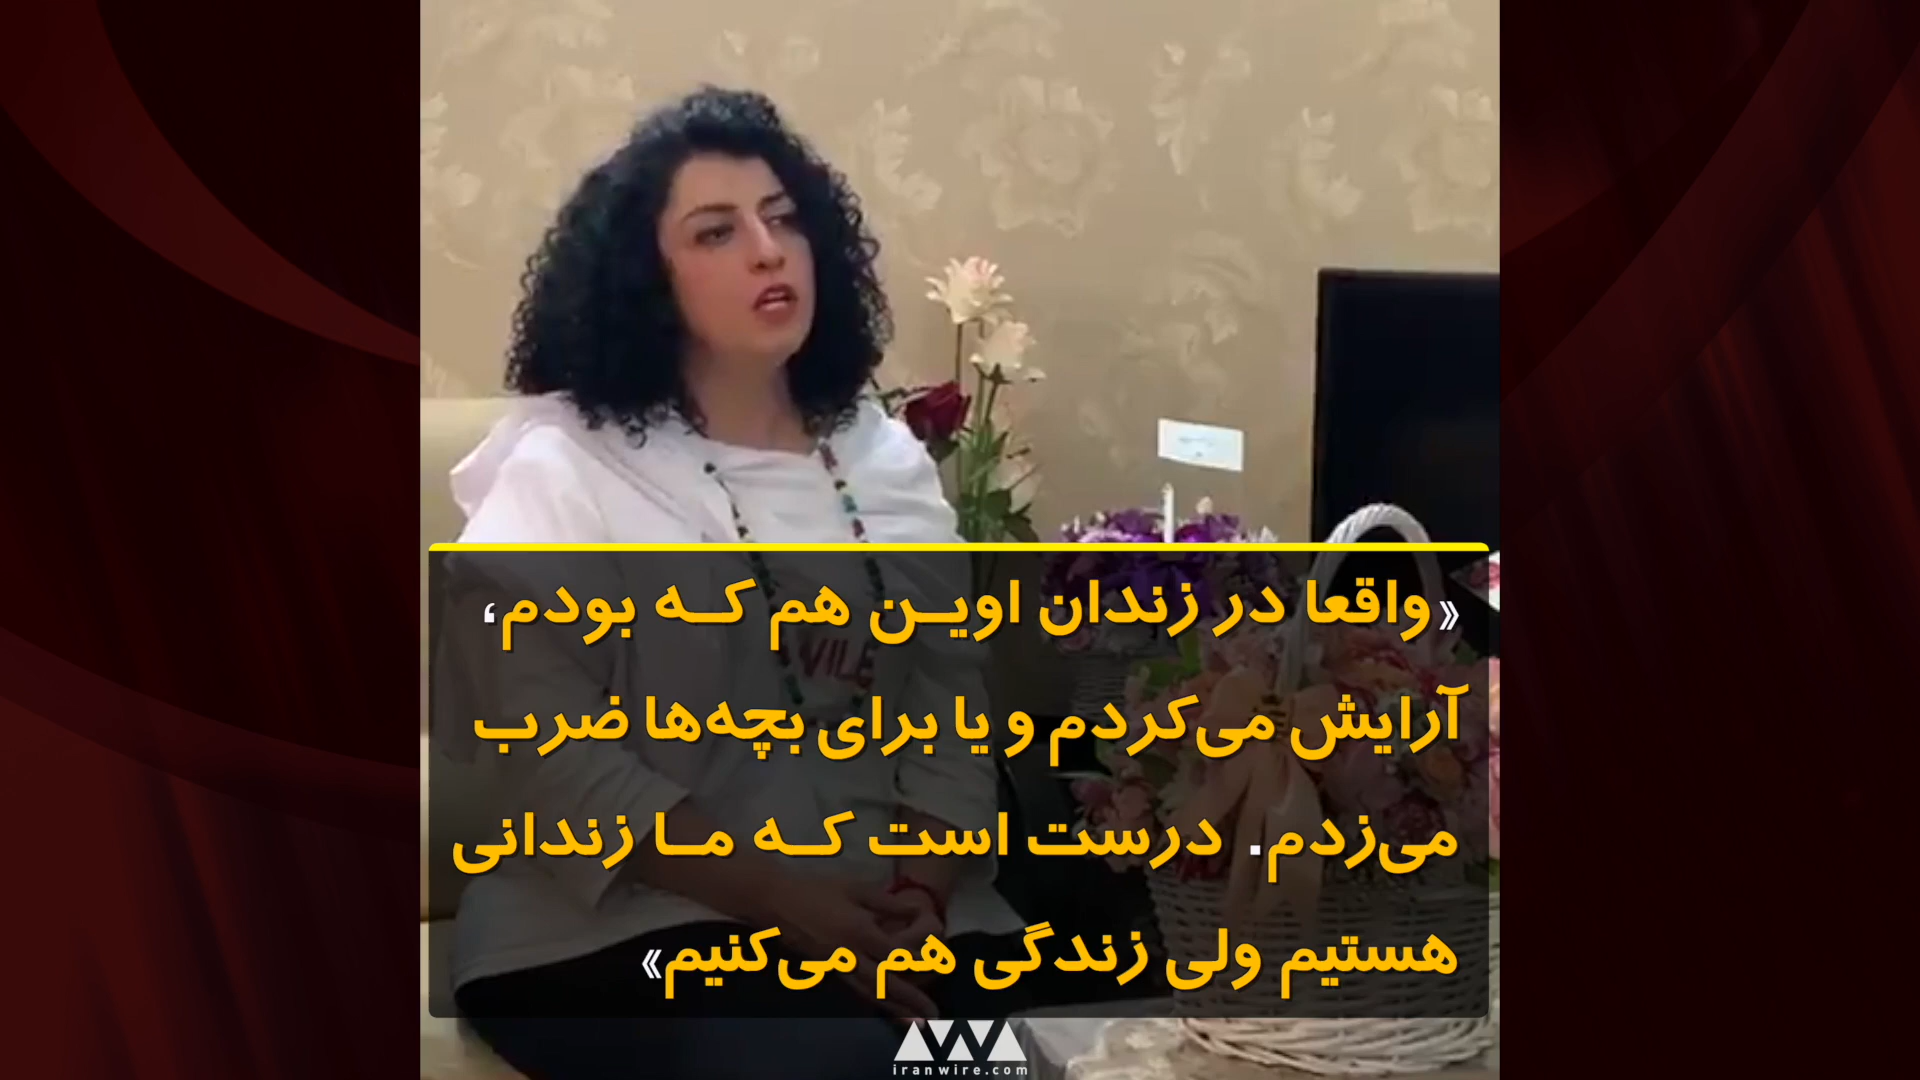 «واقعا در زندان اوین هم که بودم،
آرایش می‌کردم و یا برای بچه‌ها ضرب
می‌زدم. درست است که ما زندانی
هستیم ولی زندگی هم می‌کنیم»
iranwire.com